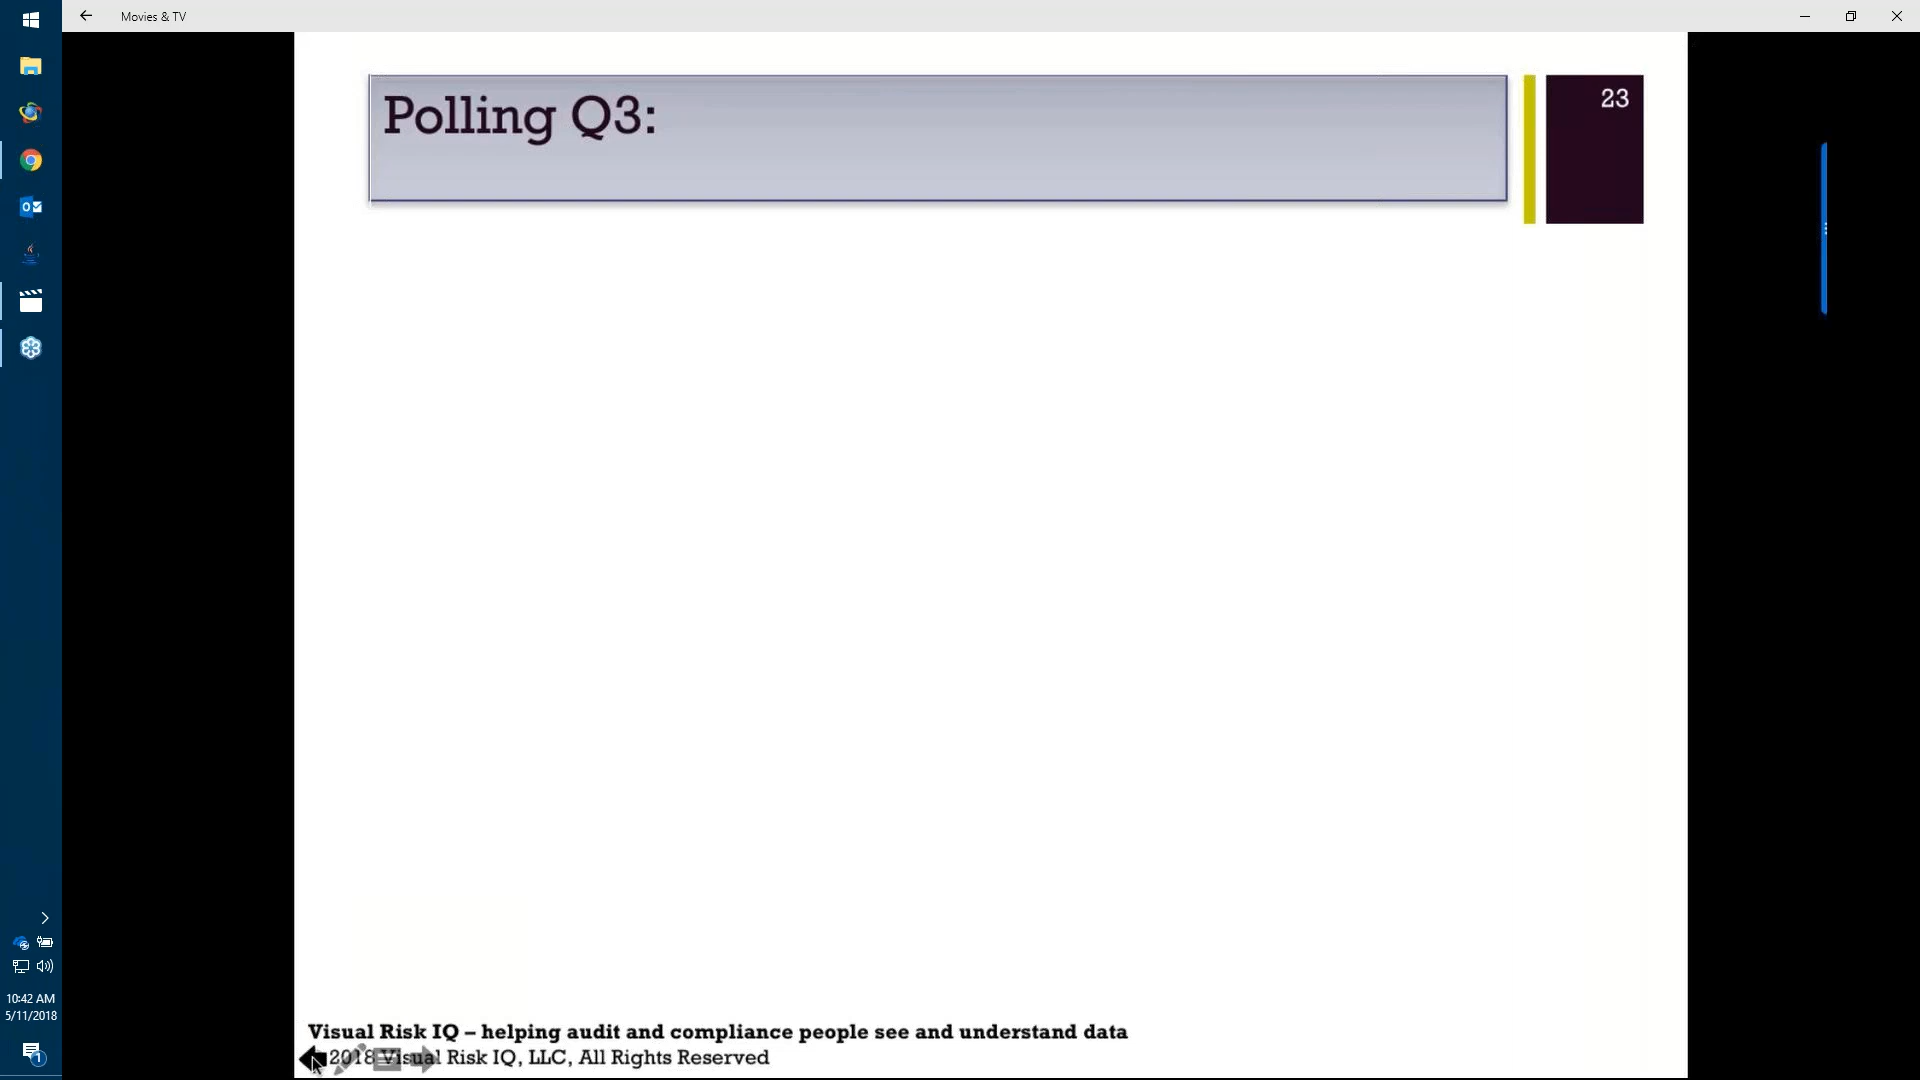 Movies & TV
Polling Q3:
23
10:42 AM
5/11/2018
1
Visual Risk IQ – helping audit and compliance people see and understand data
2018 Visual Risk IQ, LLC, All Rights Reserved